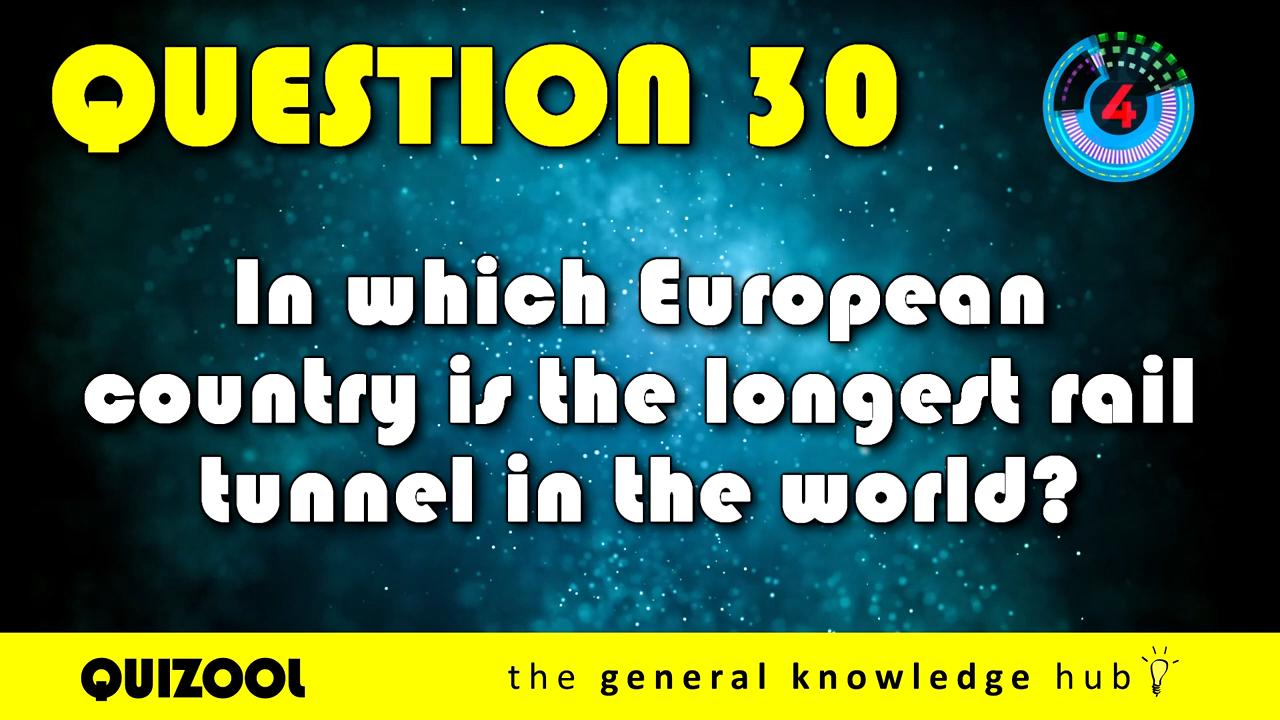 QUESTION 30
4
In which European
country is the longest rail
tunnel in the world?
QUIZOOL
the general knowledge hub